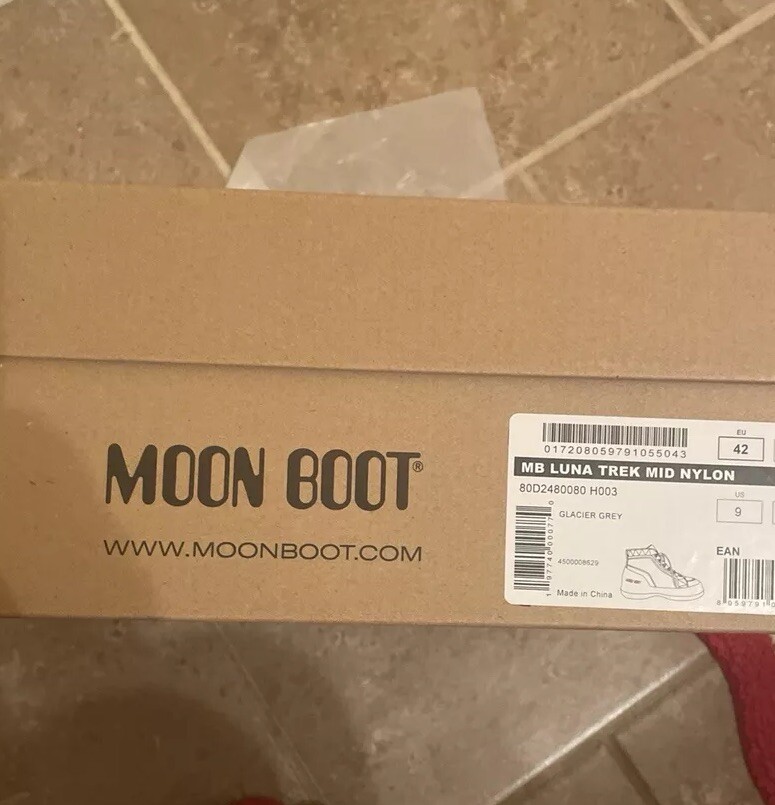 MOON BOOT®
WWW.MOONBOOT.COM
017208059791055043
EU
42
MB LUNA TREK MID NYLON
80D2480080 H003
US
9
GLACIER GREY
EAN
4500008629
Made in China